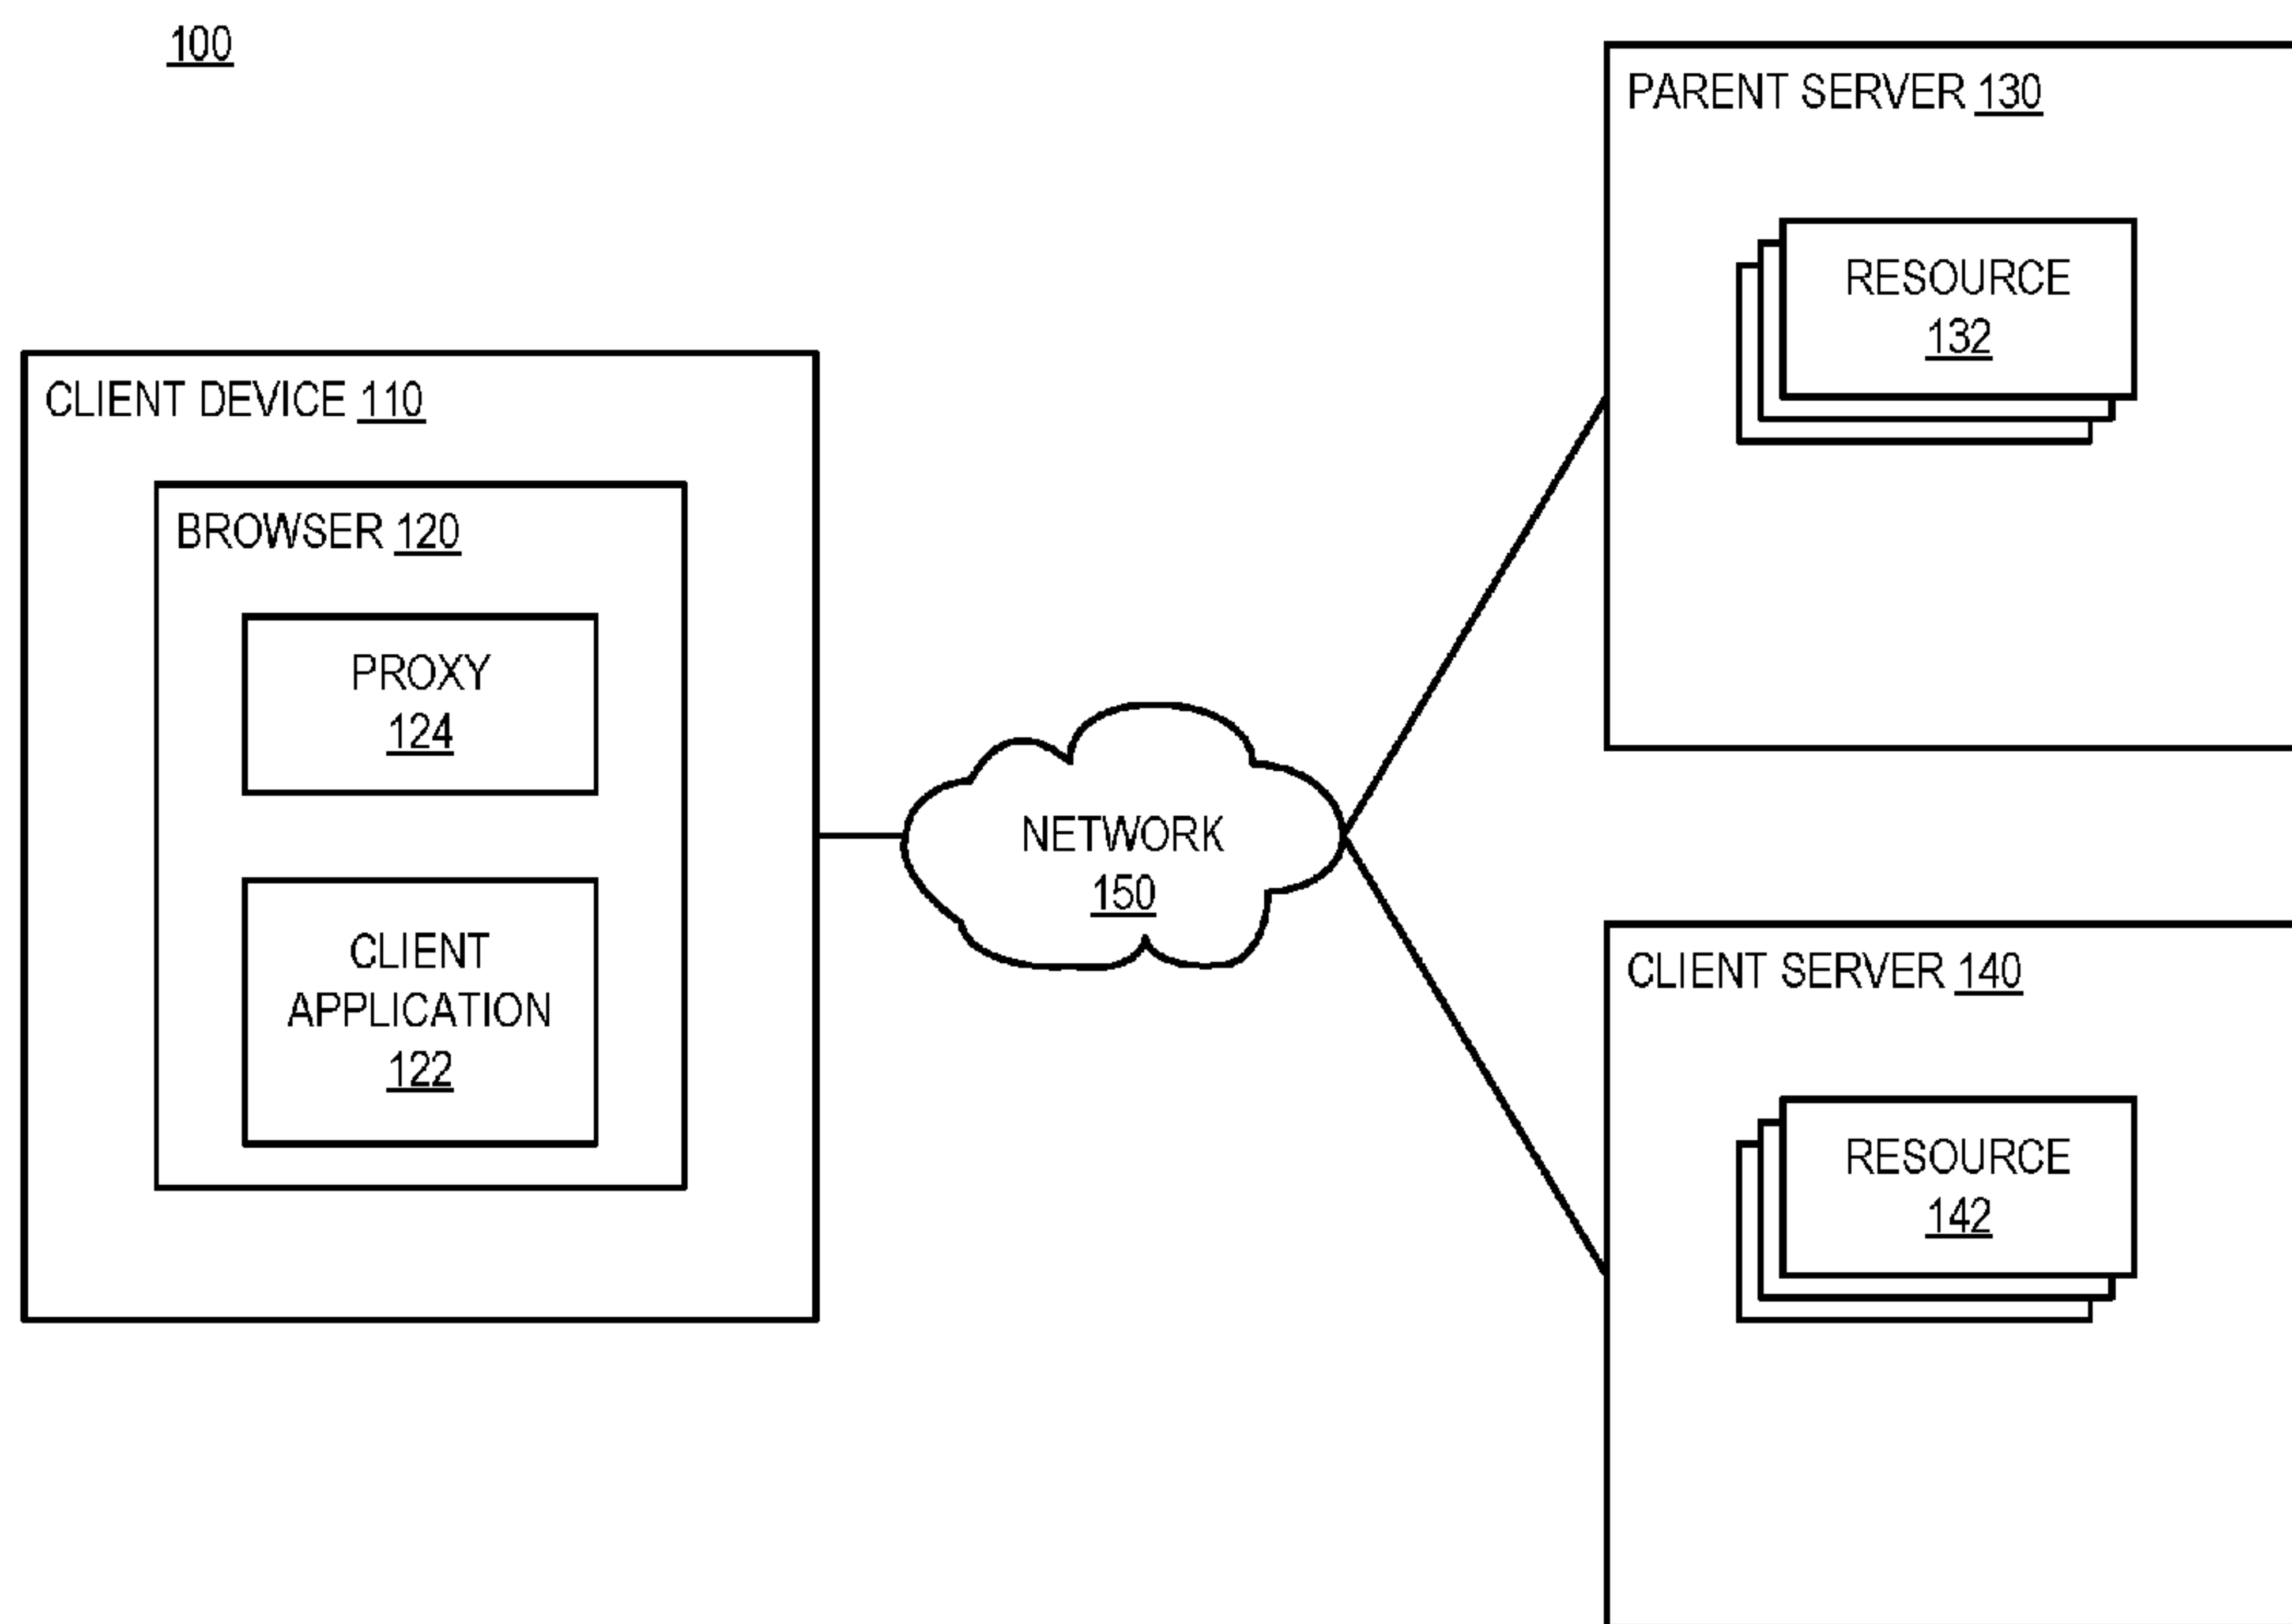 100
CLIENT DEVICE 110
BROWSER 120
PROXY
124
CLIENT
APPLICATION
122
NETWORK
150
PARENT SERVER 130
RESOURCE
132
CLIENT SERVER 140
RESOURCE
142